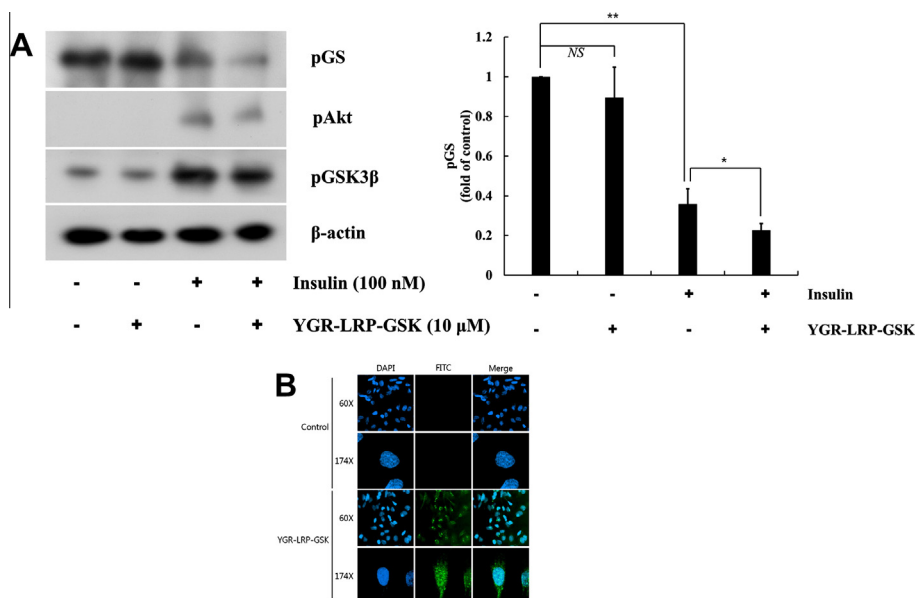 A
pGS
pAkt
pGSK3β
β-actin
- - + + Insulin (100 nM)
- + - + YGR-LRP-GSK (10 μM)
**
NS
*
pGS
(fold of control)
1
0.8
0.6
0.4
0.2
0
- - + + Insulin
- + - + YGR-LRP-GSK
B
DAPI FITC Merge
Control
60X
174X
YGR-LRP-GSK
60X
174X